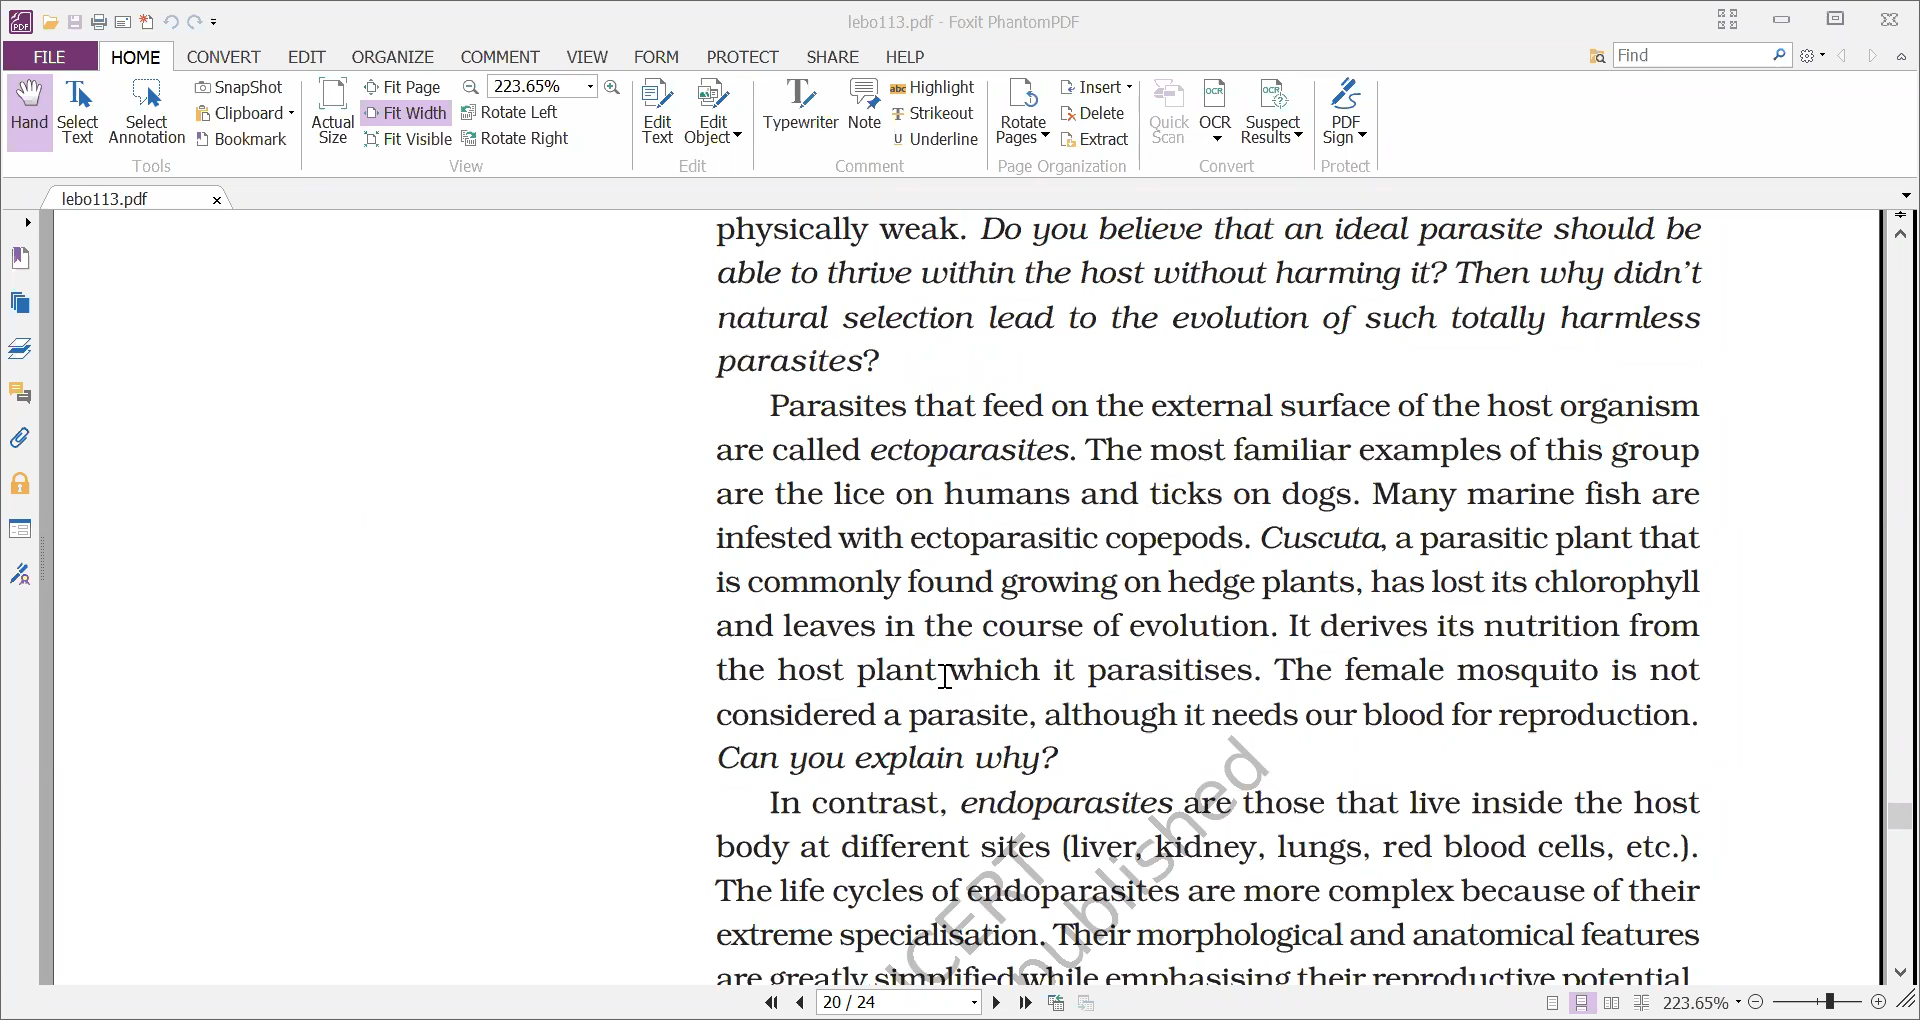 lebo113.pdf - Foxit PhantomPDF
FILE HOME CONVERT EDIT ORGANIZE COMMENT VIEW FORM PROTECT SHARE HELP Find
Hand
Select Text
Select Annotation
SnapShot
Clipboard
Bookmark
Tools
Actual Size
Fit Page
Fit Width
Fit Visible
223.65%
Rotate Left
Rotate Right
View
Edit Text
Edit Object
Edit
Typewriter
Note
Highlight
Strikeout
Underline
Comment
Rotate Pages
Insert
Delete
Extract
Page Organization
Quick Scan
OCR
Suspect Results
Convert
PDF Sign
Protect
lebo113.pdf
physically weak. Do you believe that an ideal parasite should be
able to thrive within the host without harming it? Then why didn't
natural selection lead to the evolution of such totally harmless
parasites?
Parasites that feed on the external surface of the host organism
are called ectoparasites. The most familiar examples of this group
are the lice on humans and ticks on dogs. Many marine fish are
infested with ectoparasitic copepods. Cuscuta, a parasitic plant that
is commonly found growing on hedge plants, has lost its chlorophyll
and leaves in the course of evolution. It derives its nutrition from
the host plant which it parasitises. The female mosquito is not
considered a parasite, although it needs our blood for reproduction.
Can you explain why?
In contrast, endoparasites are those that live inside the host
body at different sites (liver, kidney, lungs, red blood cells, etc.).
The life cycles of endoparasites are more complex because of their
extreme specialisation. Their morphological and anatomical features
are greatly simplified while emphasising their reproductive potential.
NCERT
published
20 / 24
223.65%